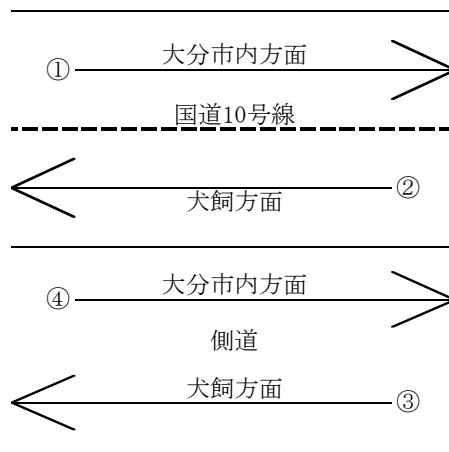 大分市内方面
①
国道10号線
②
犬飼方面
大分市内方面
④
側道
犬飼方面
③